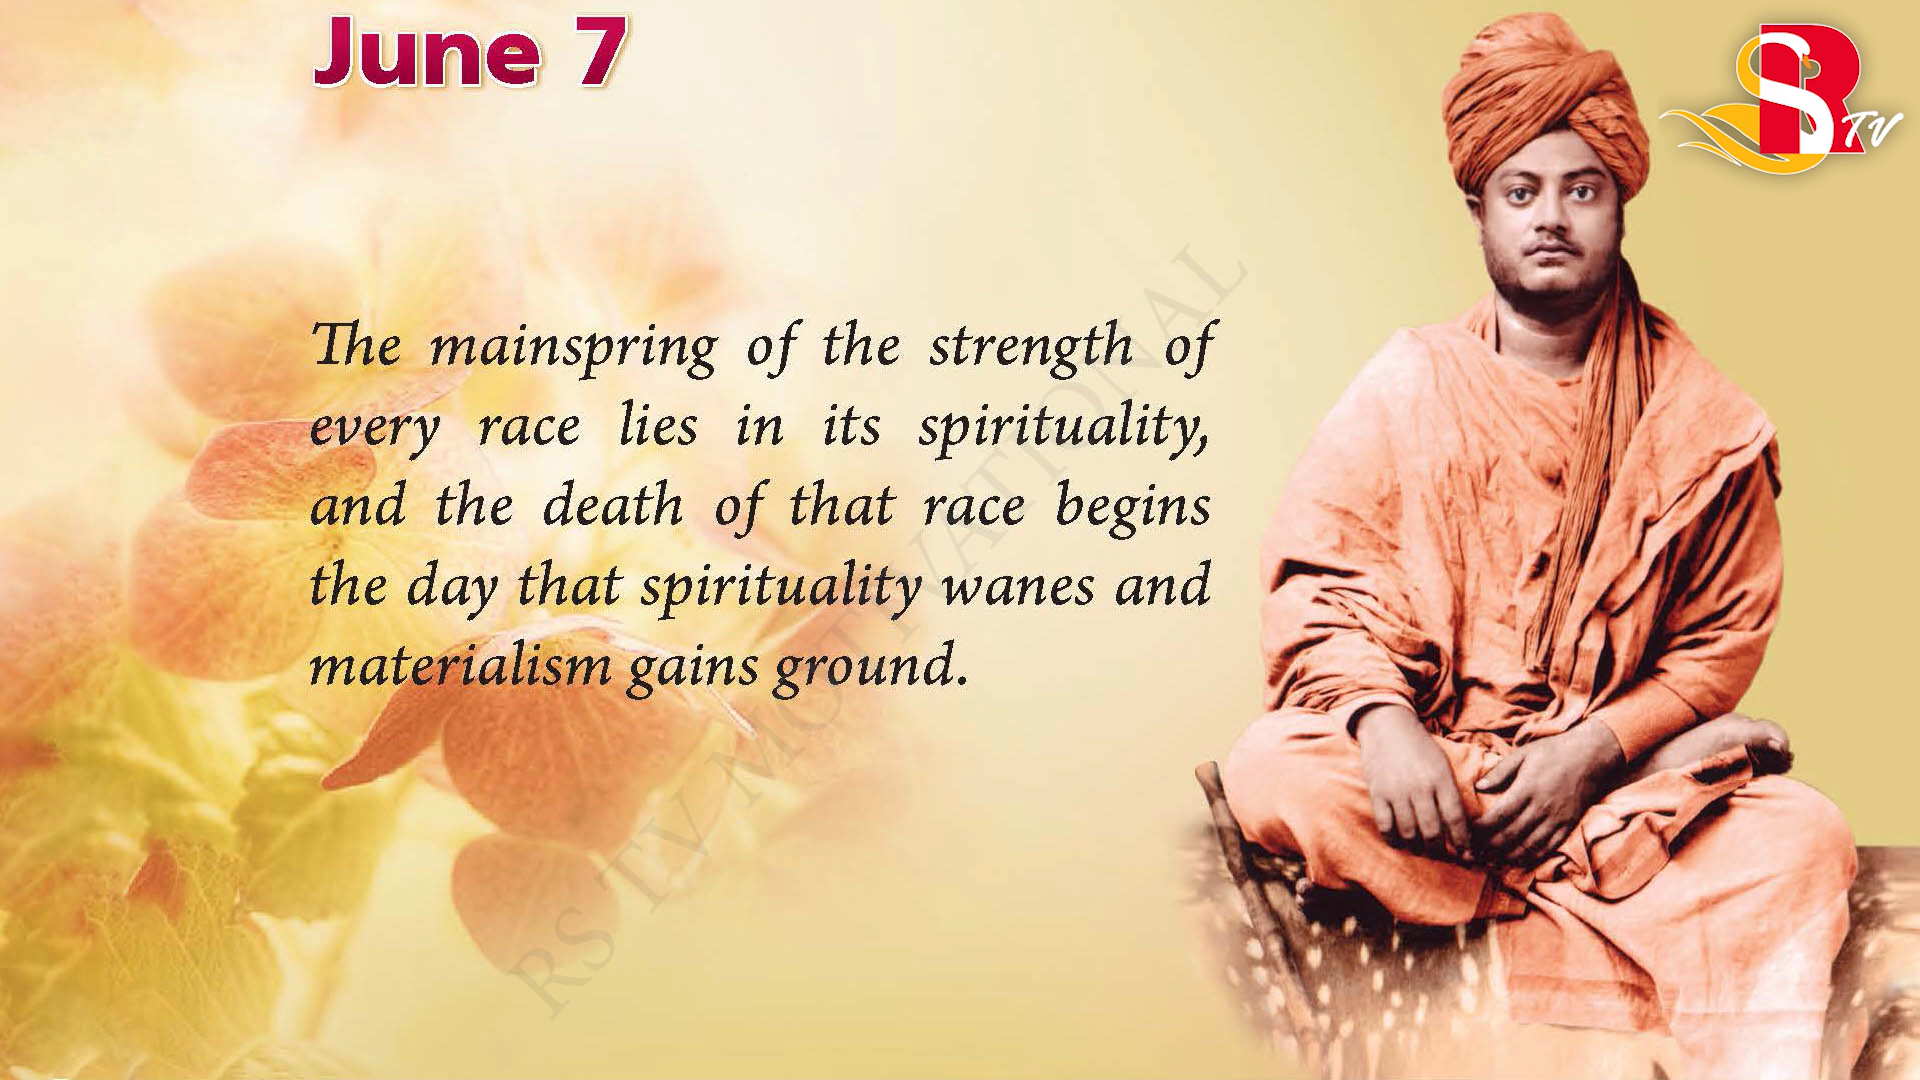 June 7
The mainspring of the strength of
every race lies in its spirituality,
and the death of that race begins
the day that spirituality wanes and
materialism gains ground.
RS TV MOTIVATIONAL
RS TV